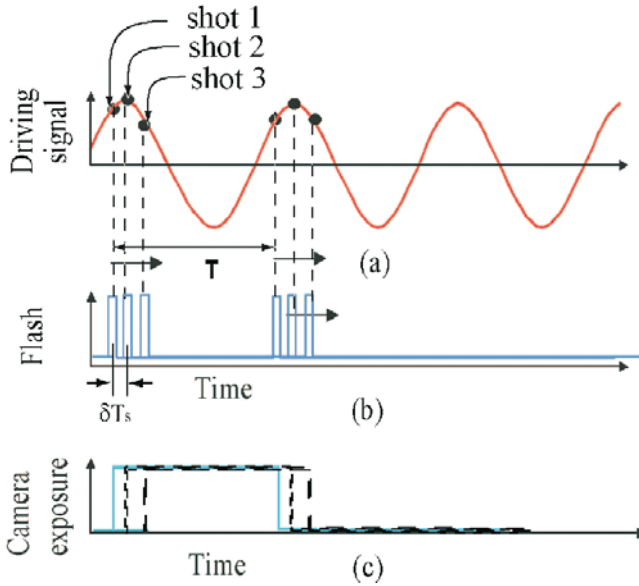 shot 1
shot 2
shot 3
Driving
signal
(a)
T
Flash
Time
δTs
(b)
Camera
exposure
Time
(c)